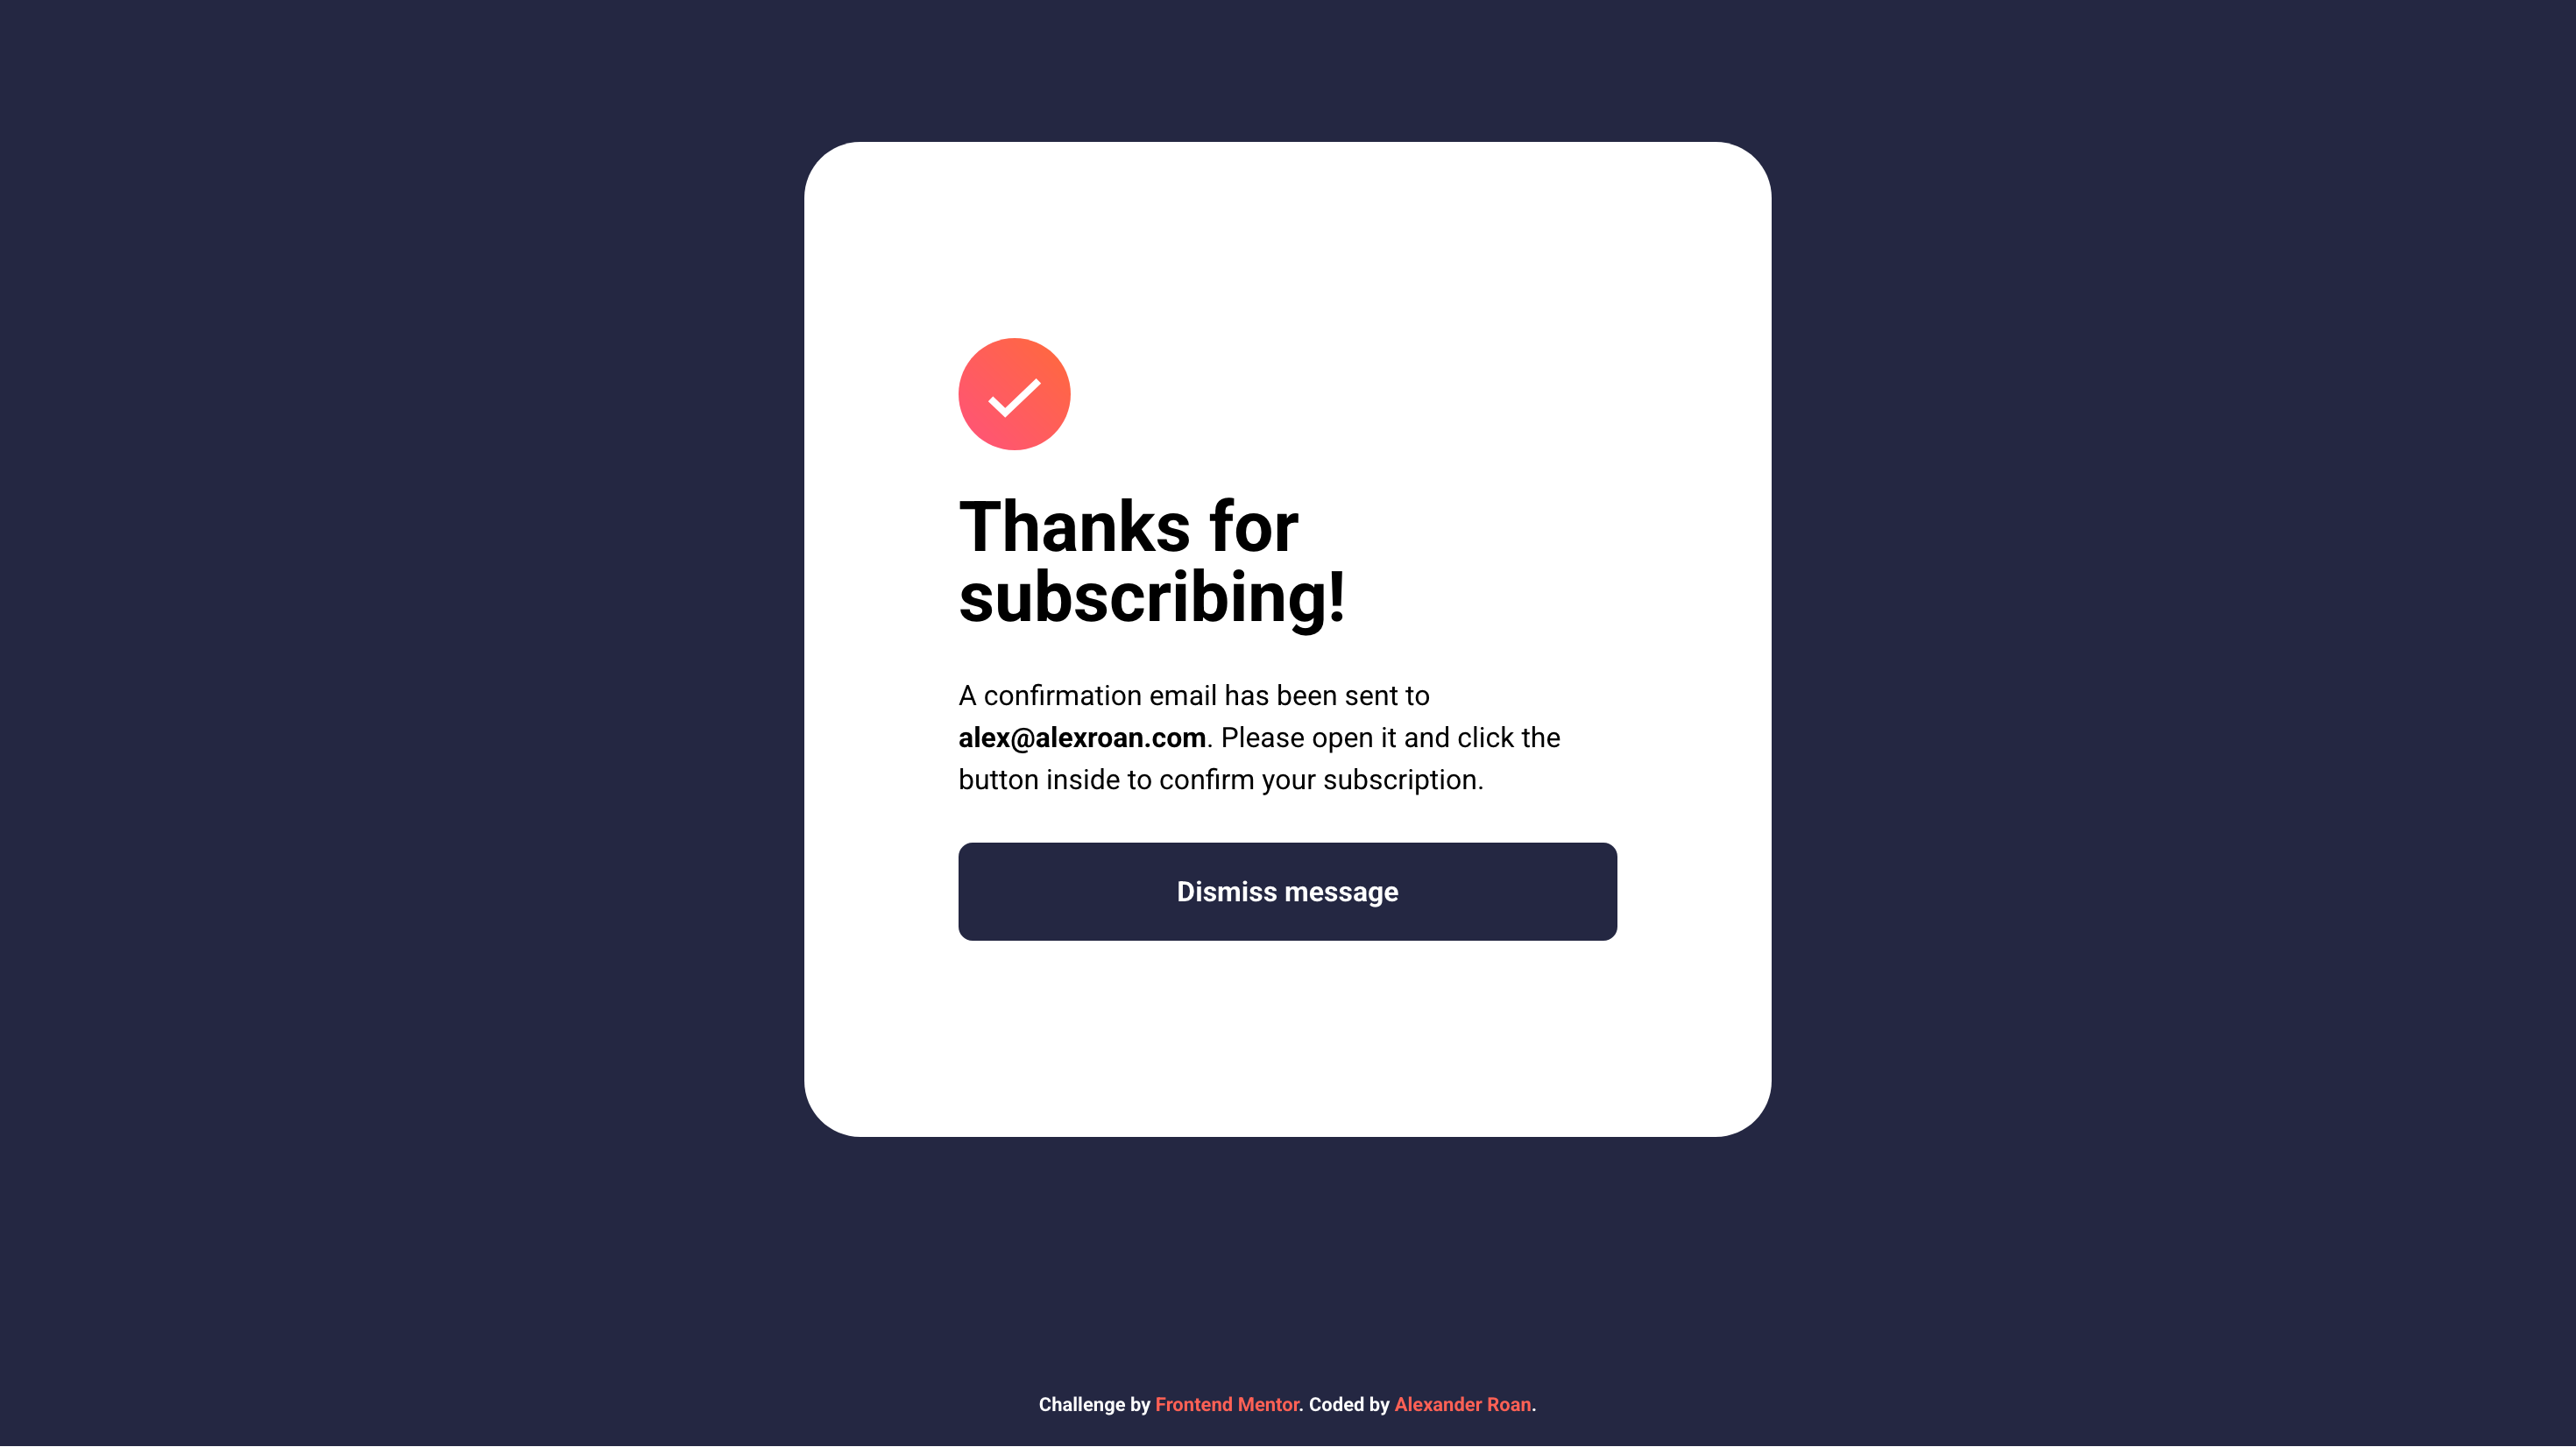 Thanks for
subscribing!
A confirmation email has been sent to
alex@alexroan.com. Please open it and click the
button inside to confirm your subscription.
Dismiss message
Challenge by Frontend Mentor. Coded by Alexander Roan.